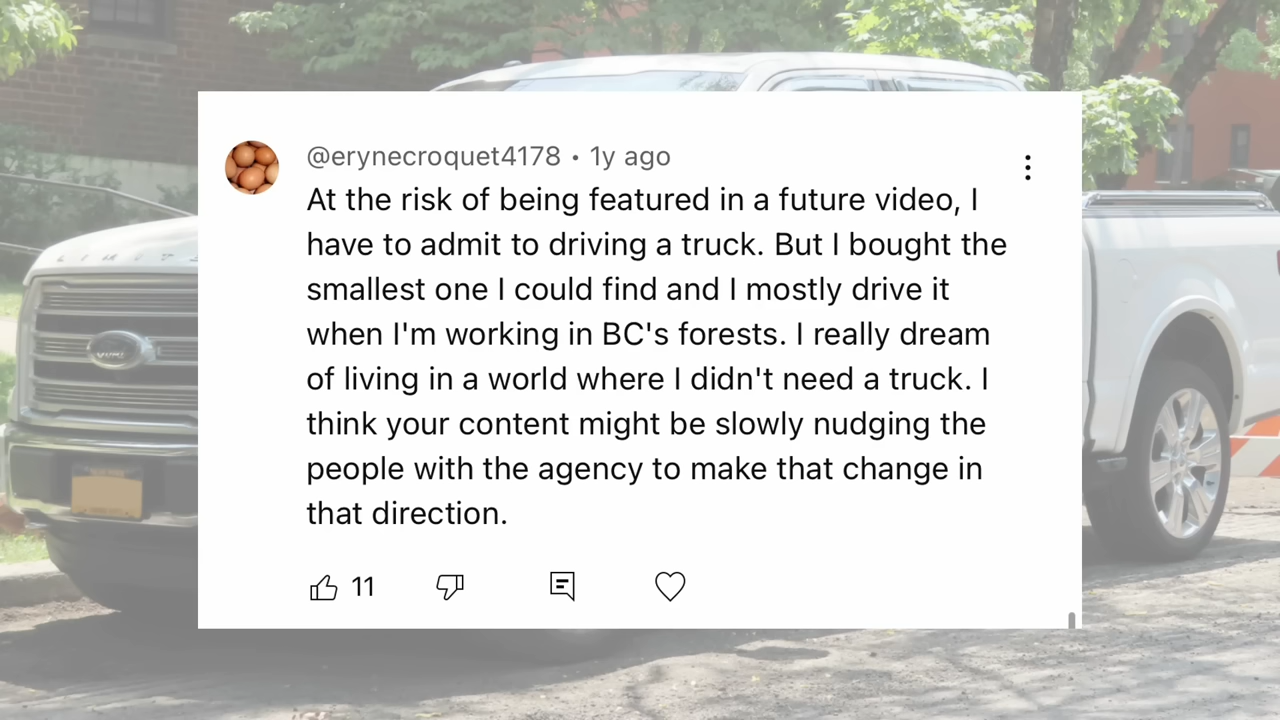 @erynecroquet4178 • 1y ago
At the risk of being featured in a future video, I
have to admit to driving a truck. But I bought the
smallest one I could find and I mostly drive it
when I'm working in BC's forests. I really dream
of living in a world where I didn't need a truck. I
think your content might be slowly nudging the
people with the agency to make that change in
that direction.
11